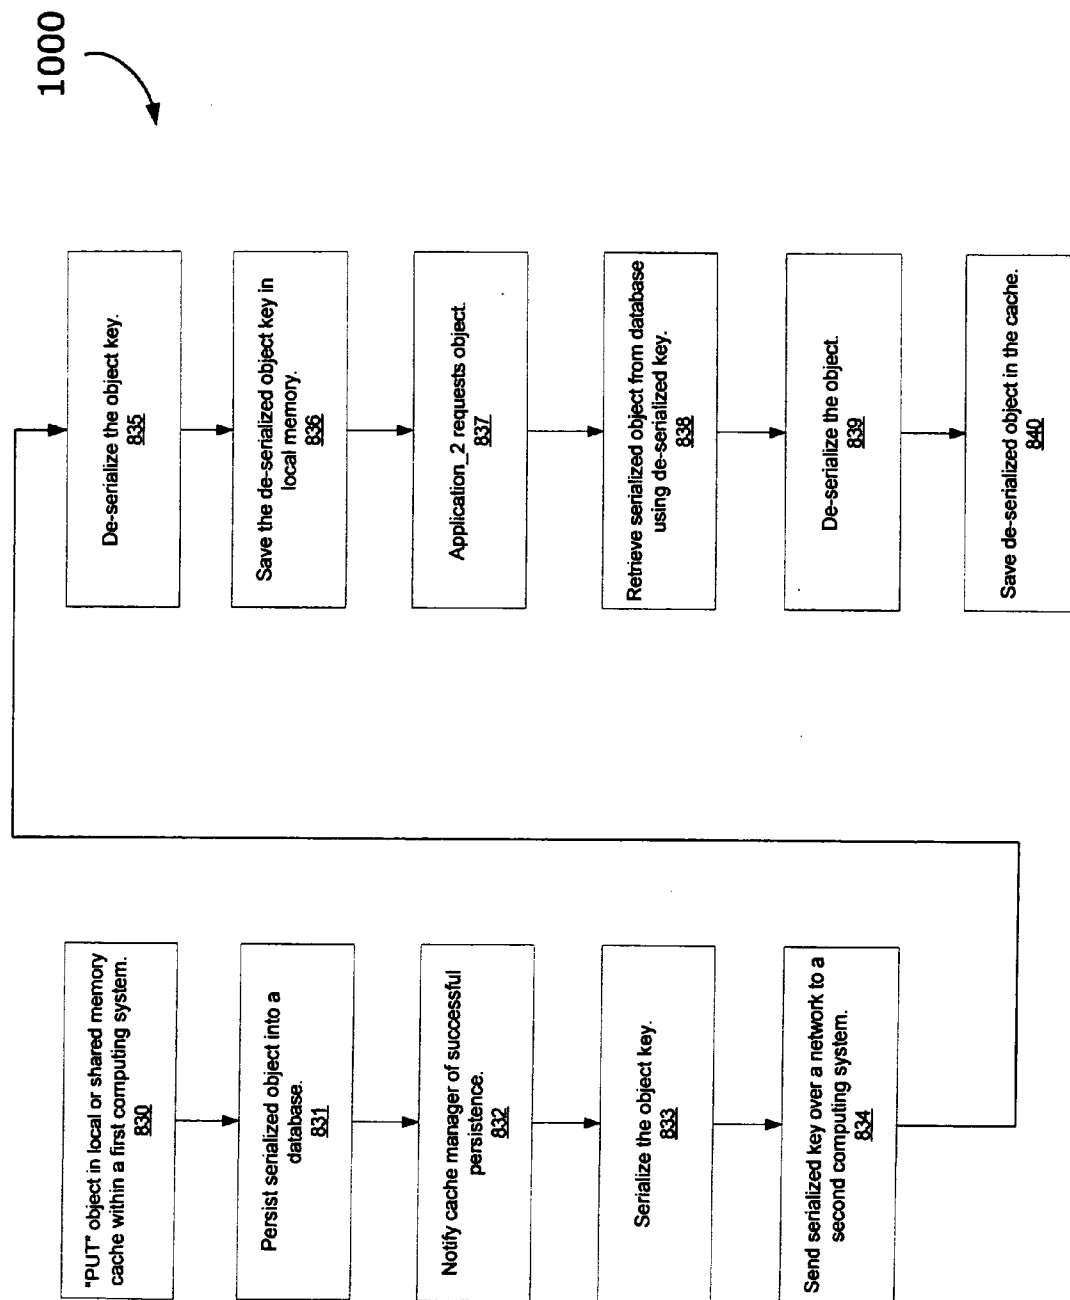 1000
"PUT" object in local or shared memory
cache within a first computing system.
830
Persist serialized object into a
database.
831
Notify cache manager of successful
persistence.
832
Serialize the object key.
833
Send serialized key over a network to a
second computing system.
834
De-serialize the object key.
835
Save the de-serialized object key in
local memory.
836
Application_2 requests object.
837
Retrieve serialized object from database
using de-serialized key.
838
De-serialize the object.
839
Save de-serialized object in the cache.
840